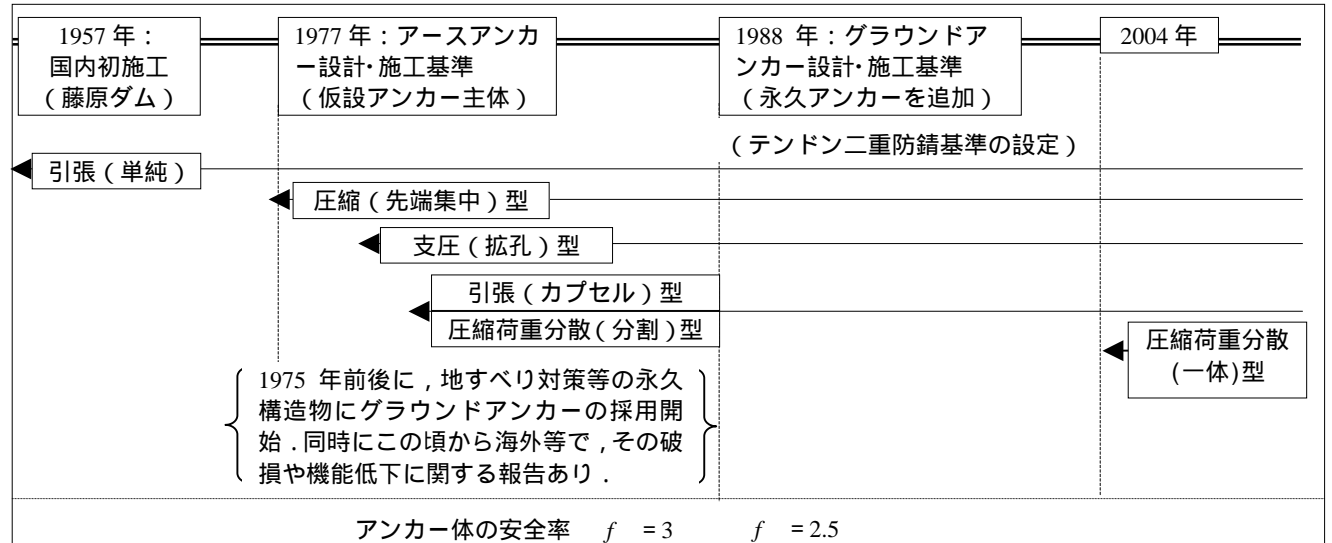 1957 年：
国内初施工
（藤原ダム）
1977 年：アースアンカ
ー設計･施工基準
（仮設アンカー主体）
1988 年：グラウンドア
ンカー設計･施工基準
（永久アンカーを追加）
2004 年
（テンドン二重防錆基準の設定）
引張（単純）
圧縮（先端集中）型
支圧（拡孔）型
引張（カプセル）型
圧縮荷重分散（分割）型
圧縮荷重分散
(一体)型
1975 年前後に，地すべり対策等の永久
構造物にグラウンドアンカーの採用開
始．同時にこの頃から海外等で，その破
損や機能低下に関する報告あり．
アンカー体の安全率 f =3 f =2.5